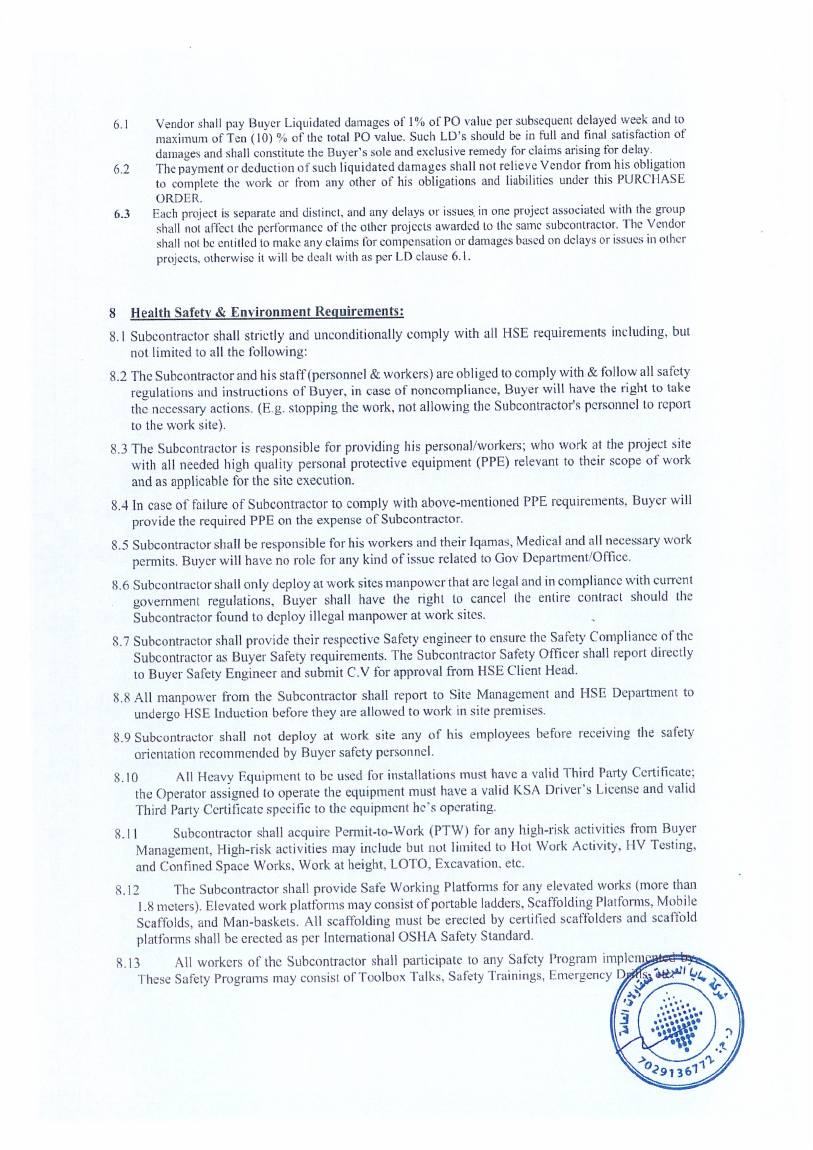 6.1 Vendor shall pay Buyer Liquidated damages of 1% of PO value per subsequent delayed week and to
maximum of Ten (10) % of the total PO value. Such LD's should be in full and final satisfaction of
damages and shall constitute the Buyer's sole and exclusive remedy for claims arising for delay.
6.2 The payment or deduction of such liquidated damages shall not relieve Vendor from his obligation
to complete the work or from any other of his obligations and liabilities under this PURCHASE
ORDER.
6.3 Each project is separate and distinct, and any delays or issues in one project associated with the group
shall not affect the performance of the other projects awarded to the same subcontractor. The Vendor
shall not be entitled to make any claims for compensation or damages based on delays or issues in other
projects, otherwise it will be dealt with as per LD clause 6.1.
8 Health Safety & Environment Requirements:
8.1 Subcontractor shall strictly and unconditionally comply with all HSE requirements including, but
not limited to all the following:
8.2 The Subcontractor and his staff (personnel & workers) are obliged to comply with & follow all safety
regulations and instructions of Buyer, in case of noncompliance, Buyer will have the right to take
the necessary actions. (E.g. stopping the work, not allowing the Subcontractor's personnel to report
to the work site).
8.3 The Subcontractor is responsible for providing his personal/workers; who work at the project site
with all needed high quality personal protective equipment (PPE) relevant to their scope of work
and as applicable for the site execution.
8.4 In case of failure of Subcontractor to comply with above-mentioned PPE requirements, Buyer will
provide the required PPE on the expense of Subcontractor.
8.5 Subcontractor shall be responsible for his workers and their Iqamas, Medical and all necessary work
permits. Buyer will have no role for any kind of issue related to Gov Department/Office.
8.6 Subcontractor shall only deploy at work sites manpower that are legal and in compliance with current
government regulations, Buyer shall have the right to cancel the entire contract should the
Subcontractor found to deploy illegal manpower at work sites.
8.7 Subcontractor shall provide their respective Safety engineer to ensure the Safety Compliance of the
Subcontractor as Buyer Safety requirements. The Subcontractor Safety Officer shall report directly
to Buyer Safety Engineer and submit C.V for approval from HSE Client Head.
8.8 All manpower from the Subcontractor shall report to Site Management and HSE Department to
undergo HSE Induction before they are allowed to work in site premises.
8.9 Subcontractor shall not deploy at work site any of his employees before receiving the safety
orientation recommended by Buyer safety personnel.
8.10 All Heavy Equipment to be used for installations must have a valid Third Party Certificate;
the Operator assigned to operate the equipment must have a valid KSA Driver's License and valid
Third Party Certificate specific to the equipment he's operating.
8.11 Subcontractor shall acquire Permit-to-Work (PTW) for any high-risk activities from Buyer
Management, High-risk activities may include but not limited to Hot Work Activity, HV Testing,
and Confined Space Works, Work at height, LOTO, Excavation, etc.
8.12 The Subcontractor shall provide Safe Working Platforms for any elevated works (more than
1.8 meters). Elevated work platforms may consist of portable ladders, Scaffolding Platforms, Mobile
Scaffolds, and Man-baskets. All scaffolding must be erected by certified scaffolders and scaffold
platforms shall be erected as per International OSHA Safety Standard.
8.13 All workers of the Subcontractor shall participate to any Safety Program implemented by
These Safety Programs may consist of Toolbox Talks, Safety Trainings, Emergency Drills,
شركة سايا العربية للمقاولات العامة
7029136772